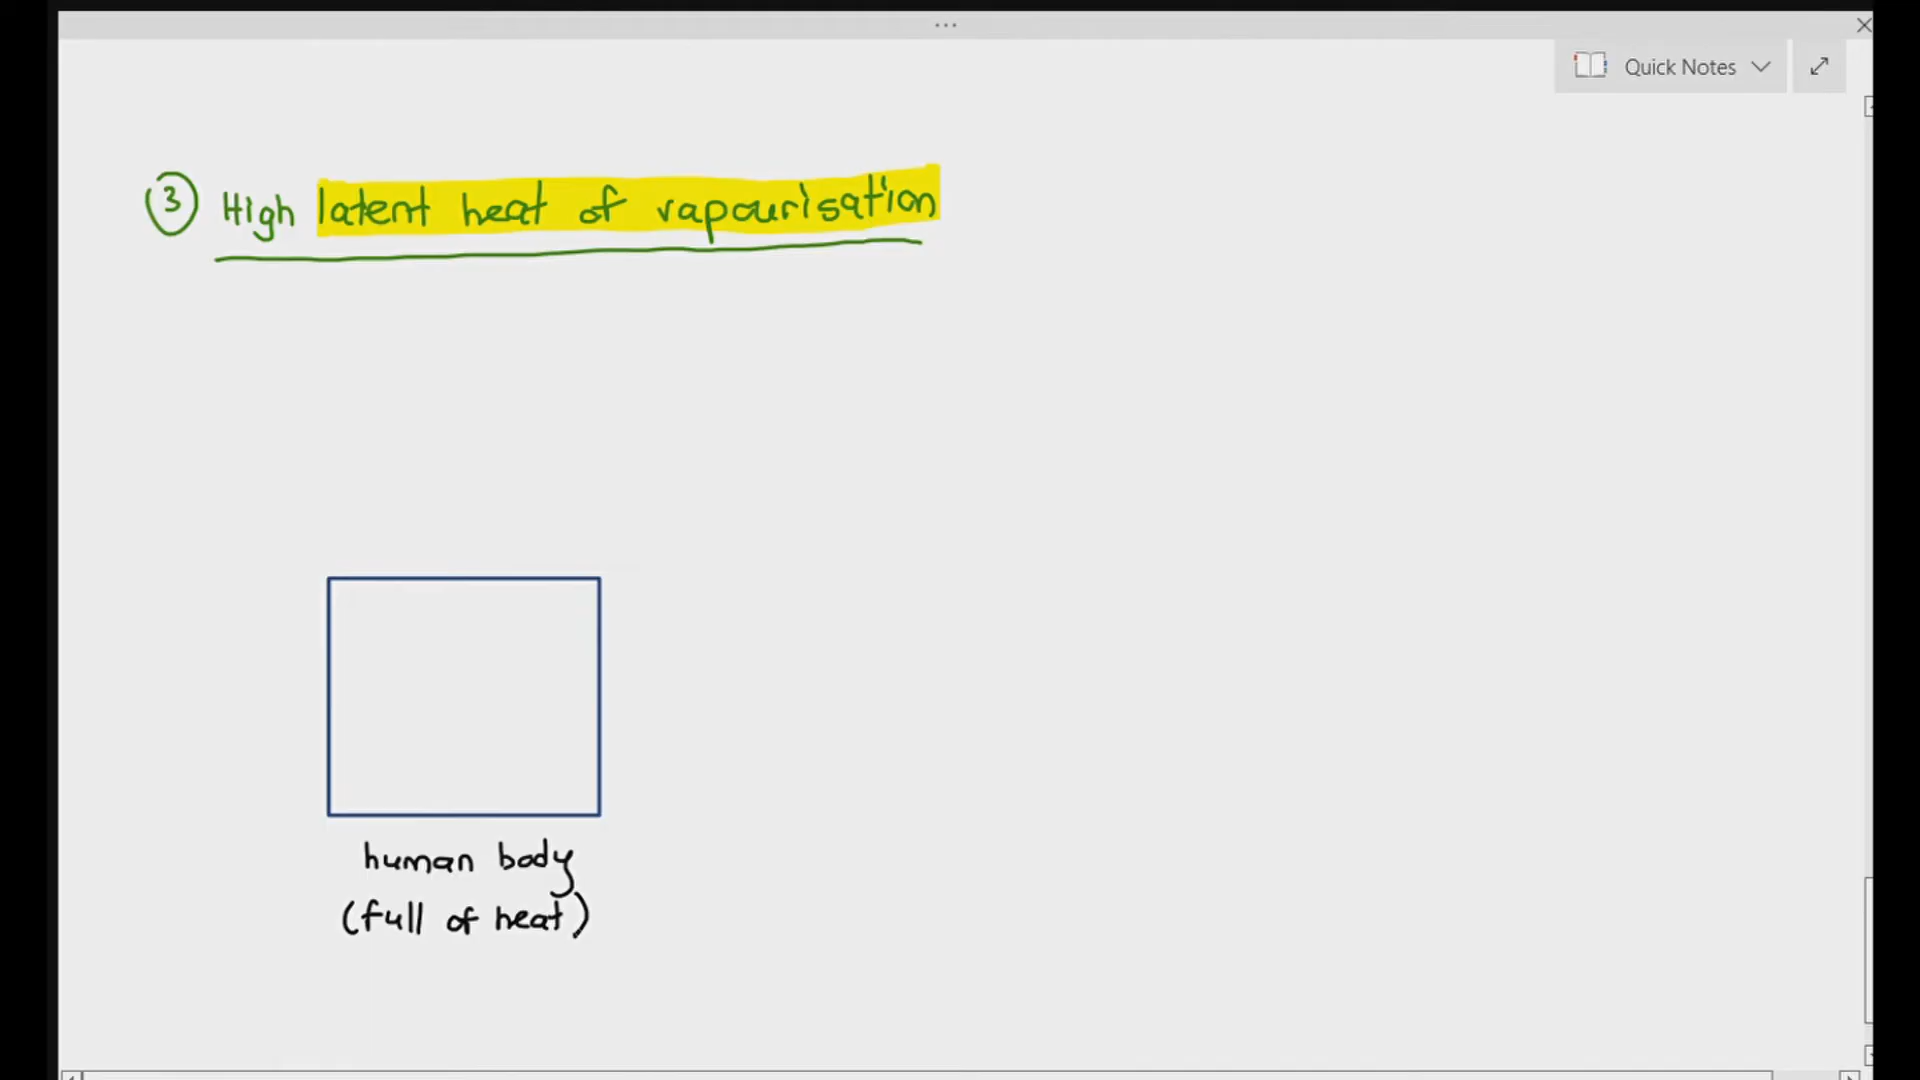 Quick Notes
③ High latent heat of vapourisation
human body
(full of heat)